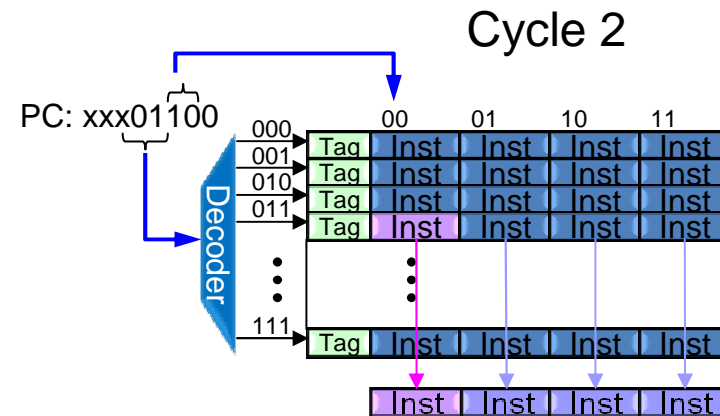 Cycle 2
PC: xxx01100
00 01 10 11
Decoder
000 Tag Inst Inst Inst Inst
001 Tag Inst Inst Inst Inst
010 Tag Inst Inst Inst Inst
011 Tag Inst Inst Inst Inst
111 Tag Inst Inst Inst Inst
Inst Inst Inst Inst